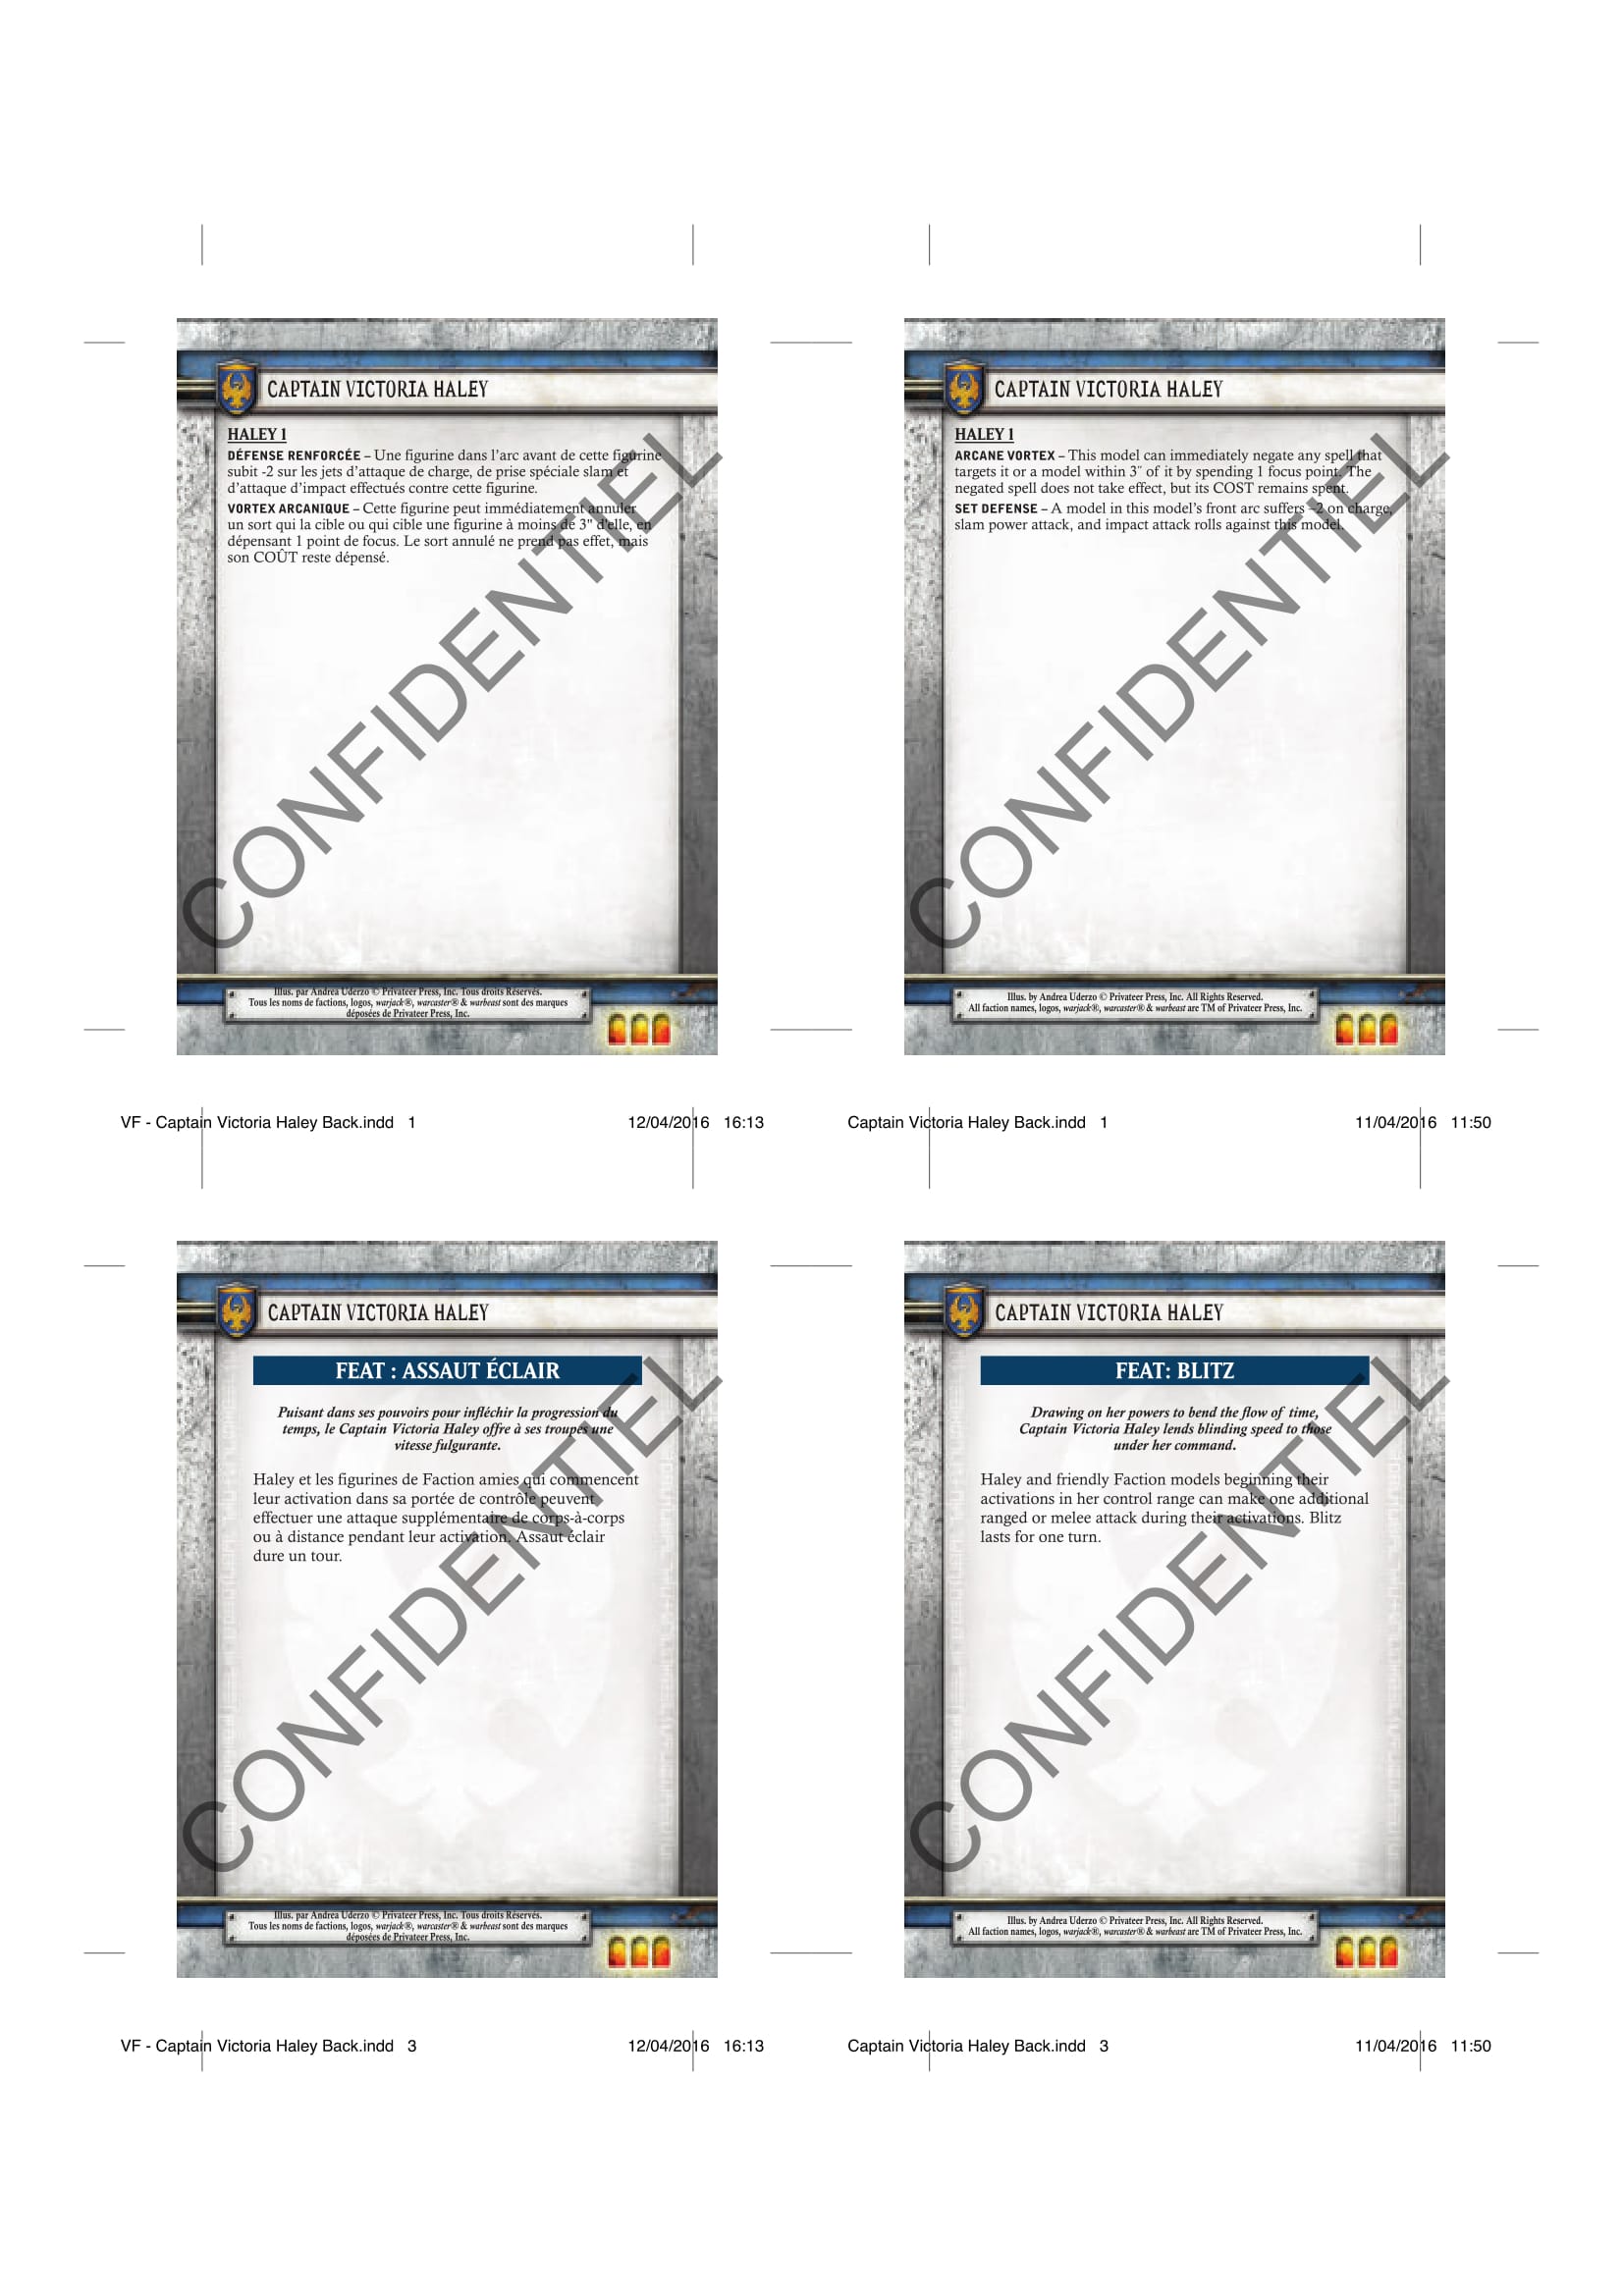 CAPTAIN VICTORIA HALEY
HALEY 1
DÉFENSE RENFORCÉE – Une figurine dans l'arc avant de cette figurine
subit -2 sur les jets d'attaque de charge, de prise spéciale slam et
d'attaque d'impact effectués contre cette figurine.
VORTEX ARCANIQUE – Cette figurine peut immédiatement annuler
un sort qui la cible ou qui cible une figurine à moins de 3" d'elle, en
dépensant 1 point de focus. Le sort annulé ne prend pas effet, mais
son COÛT reste dépensé.
CONFIDENTIEL
Illus. par Andrea Uderzo © Privateer Press, Inc. Tous droits Réservés.
Tous les noms de factions, logos, warjack®, warcaster® & warbeast sont des marques
déposées de Privateer Press, Inc.
VF - Captain Victoria Haley Back.indd 1
12/04/2016 16:13
CAPTAIN VICTORIA HALEY
HALEY 1
ARCANE VORTEX – This model can immediately negate any spell that
targets it or a model within 3˝ of it by spending 1 focus point. The
negated spell does not take effect, but its COST remains spent.
SET DEFENSE – A model in this model's front arc suffers –2 on charge,
slam power attack, and impact attack rolls against this model.
CONFIDENTIEL
Illus. by Andrea Uderzo © Privateer Press, Inc. All Rights Reserved.
All faction names, logos, warjack®, warcaster® & warbeast are TM of Privateer Press, Inc.
Captain Victoria Haley Back.indd 1
11/04/2016 11:50
CAPTAIN VICTORIA HALEY
FEAT : ASSAUT ÉCLAIR
Puisant dans ses pouvoirs pour infléchir la progression du
temps, le Captain Victoria Haley offre à ses troupes une
vitesse fulgurante.
Haley et les figurines de Faction amies qui commencent
leur activation dans sa portée de contrôle peuvent
effectuer une attaque supplémentaire de corps-à-corps
ou à distance pendant leur activation. Assaut éclair
dure un tour.
CONFIDENTIEL
Illus. par Andrea Uderzo © Privateer Press, Inc. Tous droits Réservés.
Tous les noms de factions, logos, warjack®, warcaster® & warbeast sont des marques
déposées de Privateer Press, Inc.
VF - Captain Victoria Haley Back.indd 3
12/04/2016 16:13
CAPTAIN VICTORIA HALEY
FEAT: BLITZ
Drawing on her powers to bend the flow of time,
Captain Victoria Haley lends blinding speed to those
under her command.
Haley and friendly Faction models beginning their
activations in her control range can make one additional
ranged or melee attack during their activations. Blitz
lasts for one turn.
CONFIDENTIEL
Illus. by Andrea Uderzo © Privateer Press, Inc. All Rights Reserved.
All faction names, logos, warjack®, warcaster® & warbeast are TM of Privateer Press, Inc.
Captain Victoria Haley Back.indd 3
11/04/2016 11:50